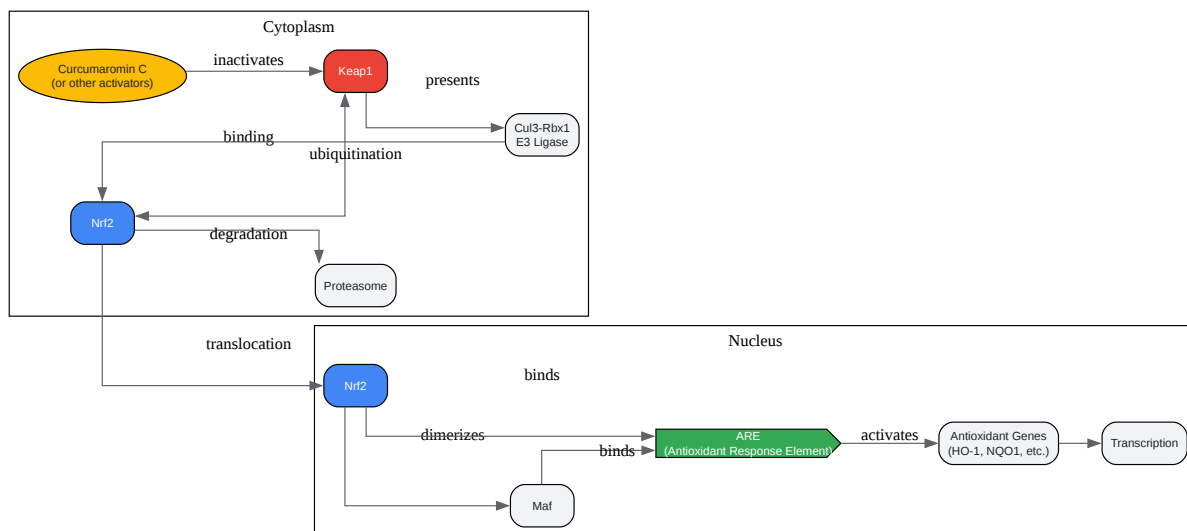 Cytoplasm
inactivates
Curcumaromin C
(or other activators)
Keap1
presents
Cul3-Rbx1
E3 Ligase
binding
ubiquitination
Nrf2
degradation
Proteasome
translocation
Nucleus
binds
Nrf2
dimerizes
ARE
(Antioxidant Response Element)
binds
activates
Antioxidant Genes
(HO-1, NQO1, etc.)
Transcription
Maf